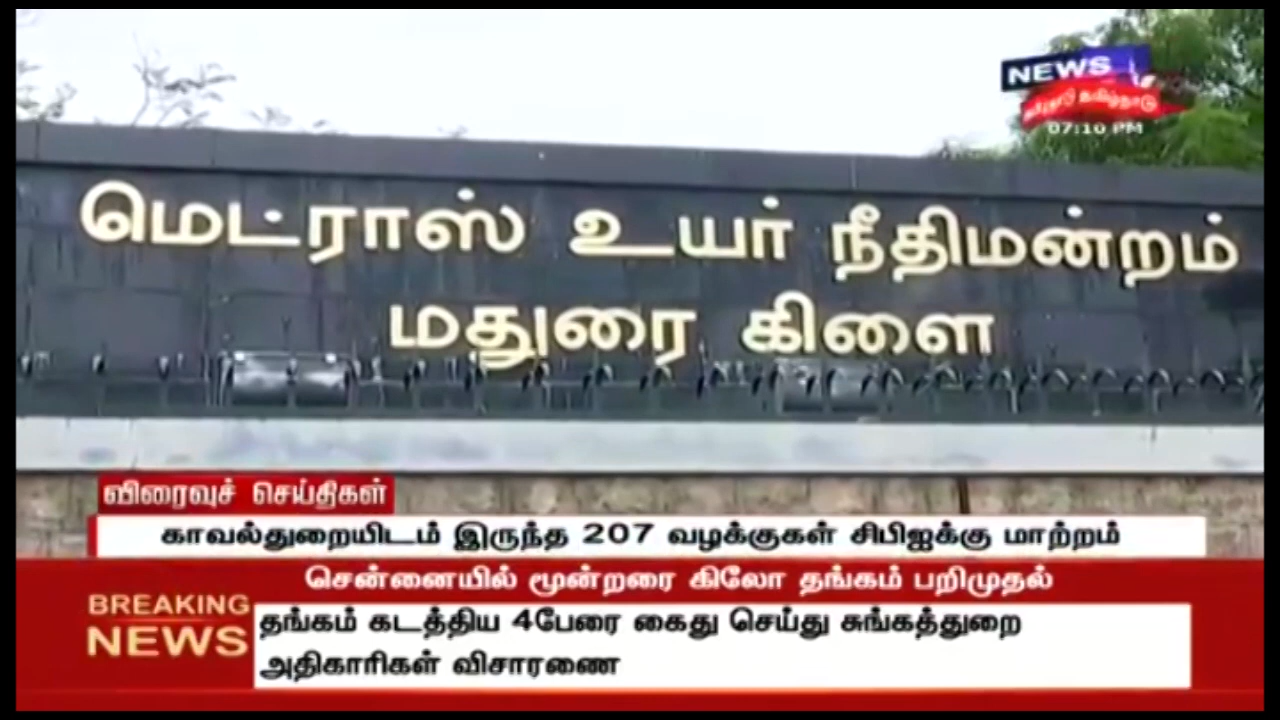 NEWS
தமிழ்நாடு
07:10 PM
மெட்ராஸ் உயர் நீதிமன்றம்
மதுரை கிளை
விரைவுச் செய்திகள்
காவல்துறையிடம் இருந்த 207 வழக்குகள் சிபிஐக்கு மாற்றம்
சென்னையில் மூன்றரை கிலோ தங்கம் பறிமுதல்
BREAKING
NEWS
தங்கம் கடத்திய 4பேரை கைது செய்து சுங்கத்துறை
அதிகாரிகள் விசாரணை